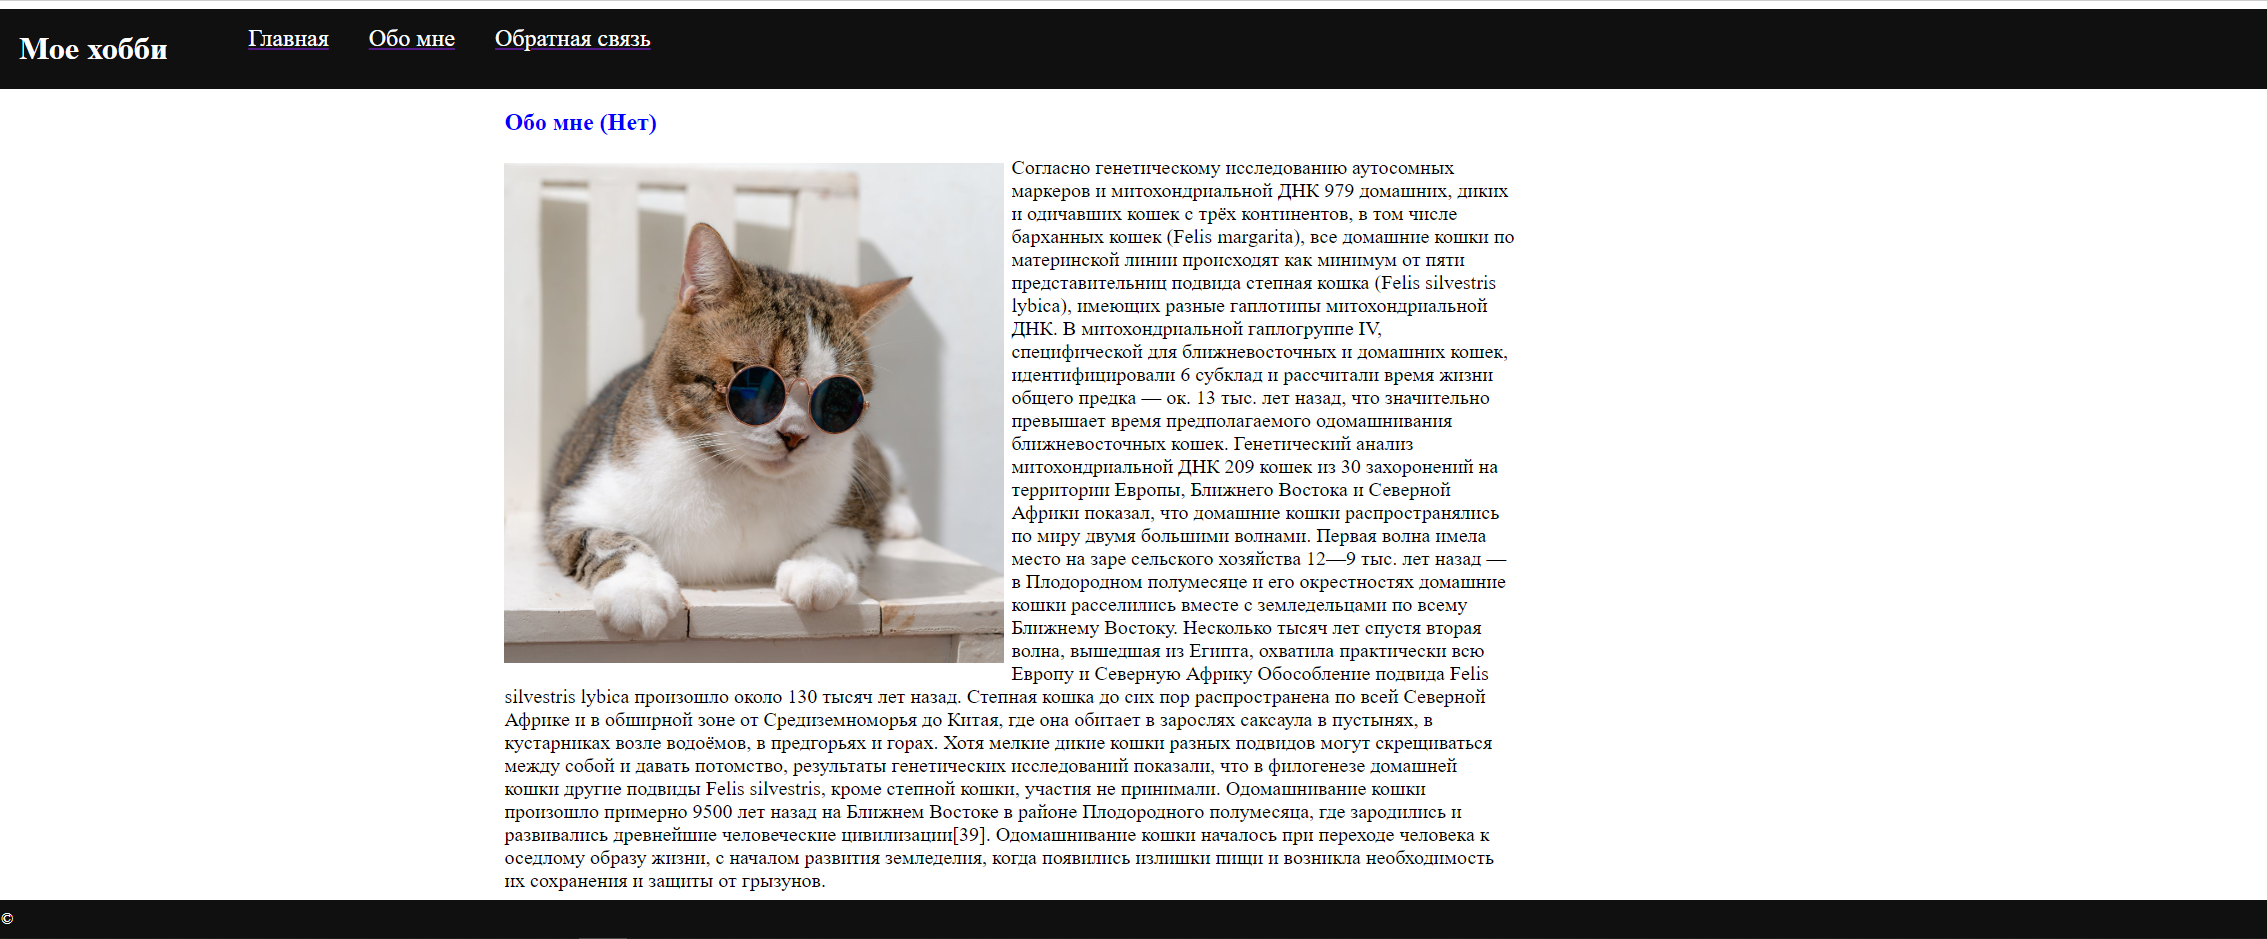 Мое хобби
Главная
Обо мне
Обратная связь
Обо мне (Нет)
Согласно генетическому исследованию аутосомных
маркеров и митохондриальной ДНК 979 домашних, диких
и одичавших кошек с трёх континентов, в том числе
барханных кошек (Felis margarita), все домашние кошки по
материнской линии происходят как минимум от пяти
представительниц подвида степная кошка (Felis silvestris
lybica), имеющих разные гаплотипы митохондриальной
ДНК. В митохондриальной гаплогруппе IV,
специфической для ближневосточных и домашних кошек,
идентифицировали 6 субклад и рассчитали время жизни
общего предка — ок. 13 тыс. лет назад, что значительно
превышает время предполагаемого одомашнивания
ближневосточных кошек. Генетический анализ
митохондриальной ДНК 209 кошек из 30 захоронений на
территории Европы, Ближнего Востока и Северной
Африки показал, что домашние кошки распространялись
по миру двумя большими волнами. Первая волна имела
место на заре сельского хозяйства 12—9 тыс. лет назад —
в Плодородном полумесяце и его окрестностях домашние
кошки расселились вместе с земледельцами по всему
Ближнему Востоку. Несколько тысяч лет спустя вторая
волна, вышедшая из Египта, охватила практически всю
Европу и Северную Африку Обособление подвида Felis
silvestris lybica произошло около 130 тысяч лет назад. Степная кошка до сих пор распространена по всей Северной
Африке и в обширной зоне от Средиземноморья до Китая, где она обитает в зарослях саксаула в пустынях, в
кустарниках возле водоёмов, в предгорьях и горах. Хотя мелкие дикие кошки разных подвидов могут скрещиваться
между собой и давать потомство, результаты генетических исследований показали, что в филогенезе домашней
кошки другие подвиды Felis silvestris, кроме степной кошки, участия не принимали. Одомашнивание кошки
произошло примерно 9500 лет назад на Ближнем Востоке в районе Плодородного полумесяца, где зародились и
развивались древнейшие человеческие цивилизации[39]. Одомашнивание кошки началось при переходе человека к
оседлому образу жизни, с началом развития земледелия, когда появились излишки пищи и возникла необходимость
их сохранения и защиты от грызунов.
©